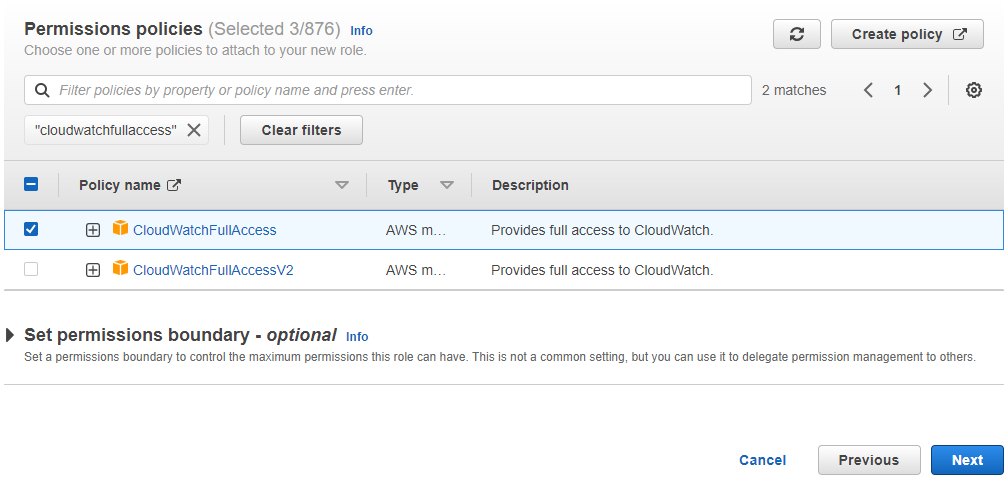 Permissions policies (Selected 3/876) Info
Choose one or more policies to attach to your new role.
Create policy
Filter policies by property or policy name and press enter.
2 matches
1
"cloudwatchfullaccess"
Clear filters
Policy name Type Description
CloudWatchFullAccess AWS m... Provides full access to CloudWatch.
CloudWatchFullAccessV2 AWS m... Provides full access to CloudWatch.
Set permissions boundary - optional Info
Set a permissions boundary to control the maximum permissions this role can have. This is not a common setting, but you can use it to delegate permission management to others.
Cancel Previous Next